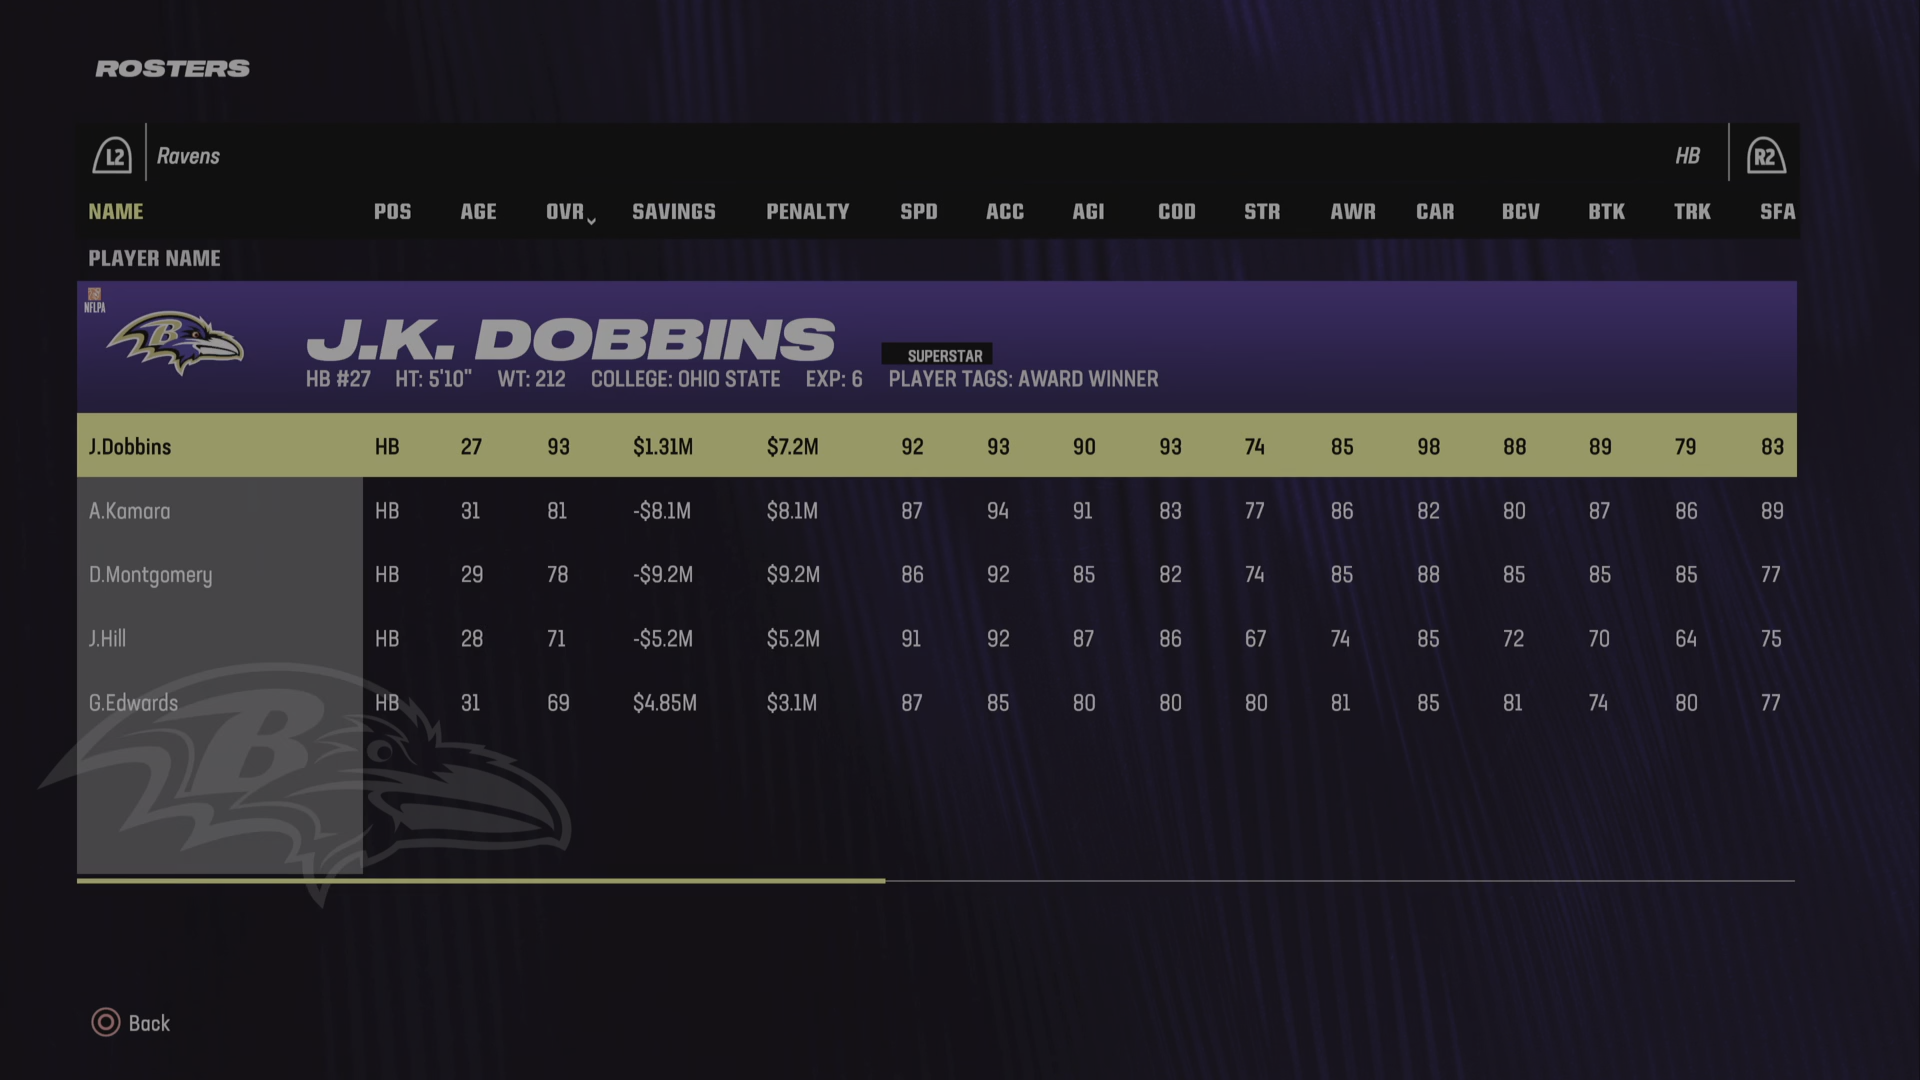 ROSTERS
L2 Ravens HB R2
NAME POS AGE OVR SAVINGS PENALTY SPD ACC AGI COD STR AWR CAR BCV BTK TRK SFA
PLAYER NAME
NFLPA
B
J.K. DOBBINS SUPERSTAR
HB #27 HT: 5'10" WT: 212 COLLEGE: OHIO STATE EXP: 6 PLAYER TAGS: AWARD WINNER
J.Dobbins HB 27 93 $1.31M $7.2M 92 93 90 93 74 85 98 88 89 79 83
A.Kamara HB 31 81 -$8.1M $8.1M 87 94 91 83 77 86 82 80 87 86 89
D.Montgomery HB 29 78 -$9.2M $9.2M 86 92 85 82 74 85 88 85 85 85 77
J.Hill HB 28 71 -$5.2M $5.2M 91 92 87 86 67 74 85 72 70 64 75
G.Edwards HB 31 69 $4.85M $3.1M 87 85 80 80 80 81 85 81 74 80 77
B
Back